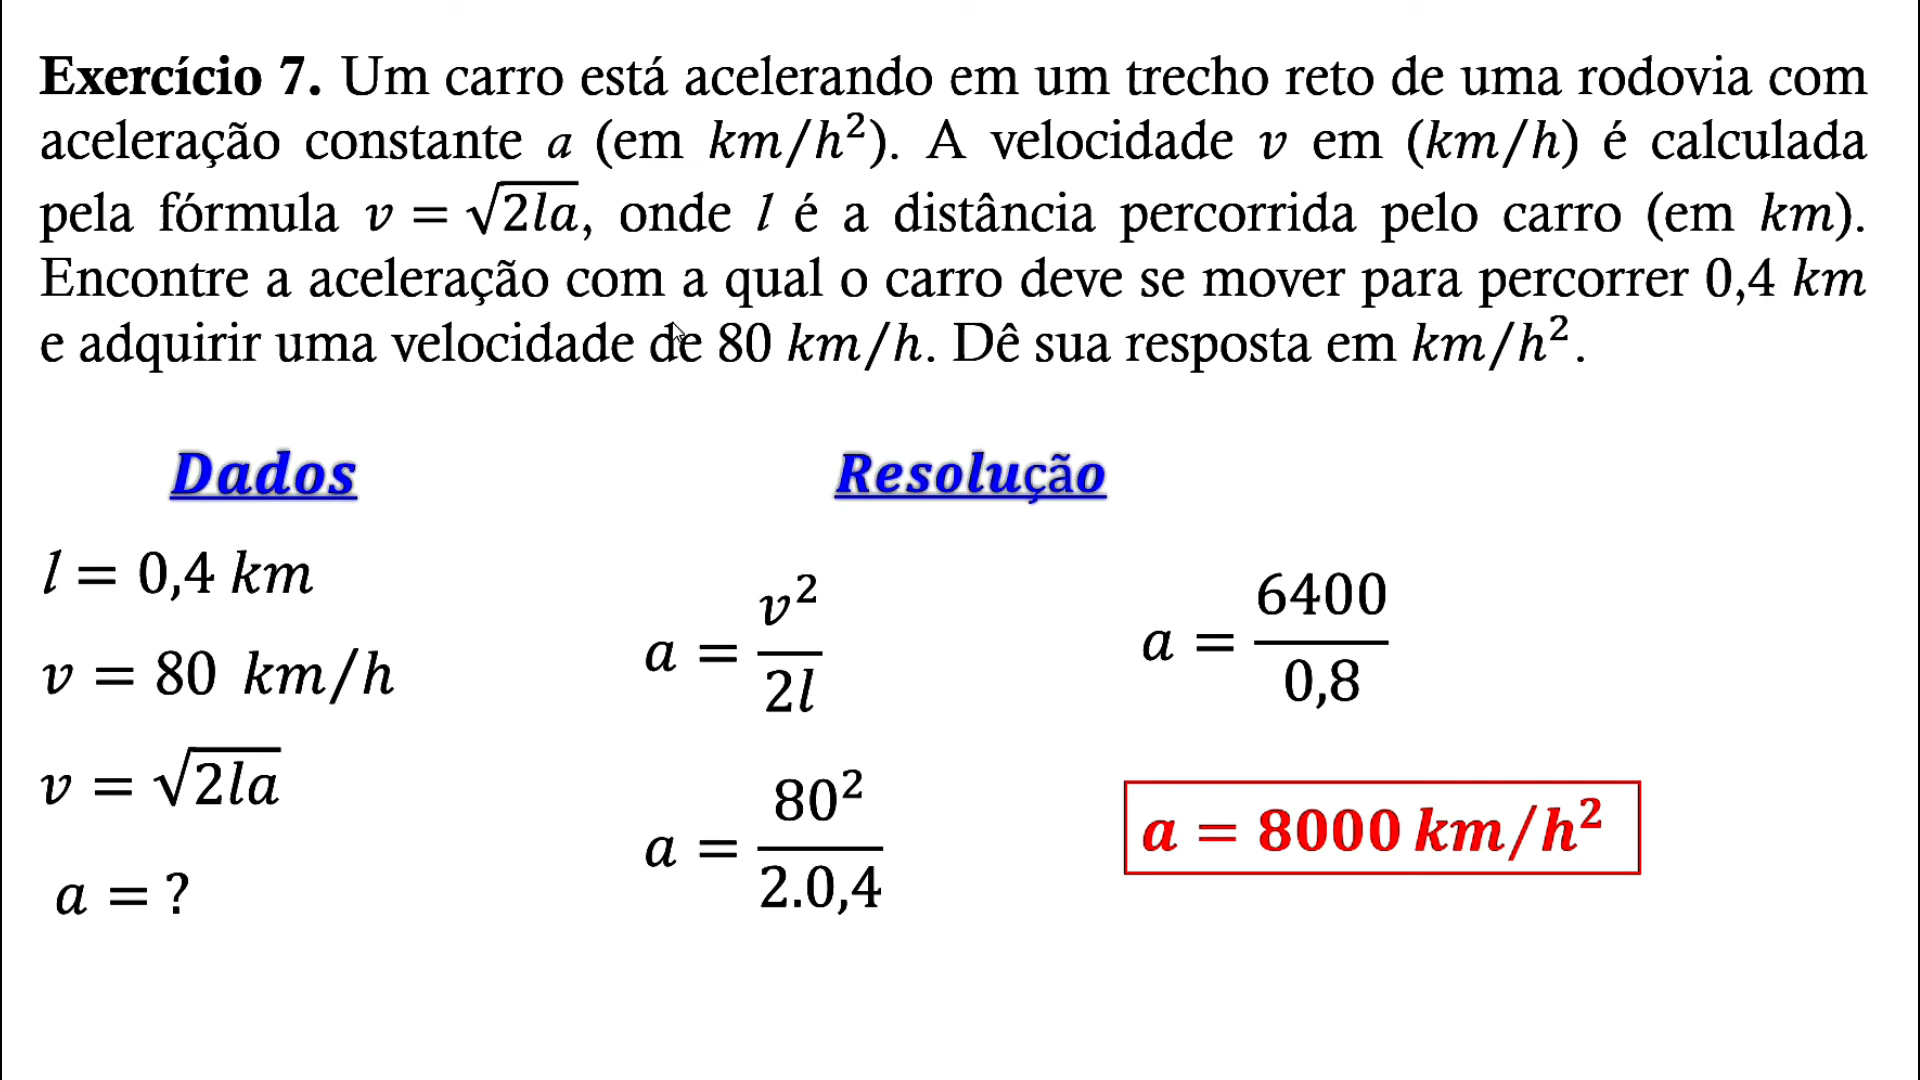 Exercício 7. Um carro está acelerando em um trecho reto de uma rodovia com
aceleração constante a (em km/h²). A velocidade v em (km/h) é calculada
pela fórmula v = √2la, onde l é a distância percorrida pelo carro (em km).
Encontre a aceleração com a qual o carro deve se mover para percorrer 0,4 km
e adquirir uma velocidade de 80 km/h. Dê sua resposta em km/h².
Dados
l = 0,4 km
v = 80 km/h
v = √2la
a = ?
Resolução
a = v²/2l
a = 80²/2.0,4
a = 6400/0,8
a = 8000 km/h²